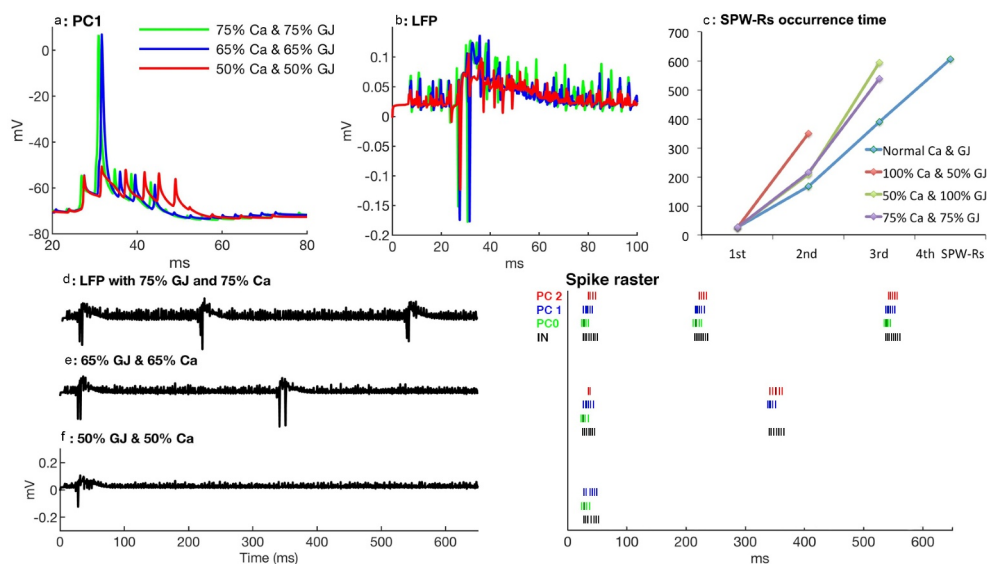 a: PC1
75% Ca & 75% GJ
65% Ca & 65% GJ
50% Ca & 50% GJ
0
-20
-40
-60
-80
mV
20
40
60
80
ms
b: LFP
0.1
0.05
0
-0.05
-0.1
-0.15
-0.2
mV
0
20
40
60
80
100
ms
c: SPW-Rs occurrence time
700
600
500
400
300
200
100
0
Normal Ca & GJ
100% Ca & 50% GJ
50% Ca & 100% GJ
75% Ca & 75% GJ
1st
2nd
3rd
4th SPW-Rs
d: LFP with 75% GJ and 75% Ca
e: 65% GJ & 65% Ca
f: 50% GJ & 50% Ca
0.2
0
-0.2
mV
0
100
200
300
400
500
600
Time (ms)
Spike raster
PC 2
PC 1
PC0
IN
0
100
200
300
400
500
600
ms